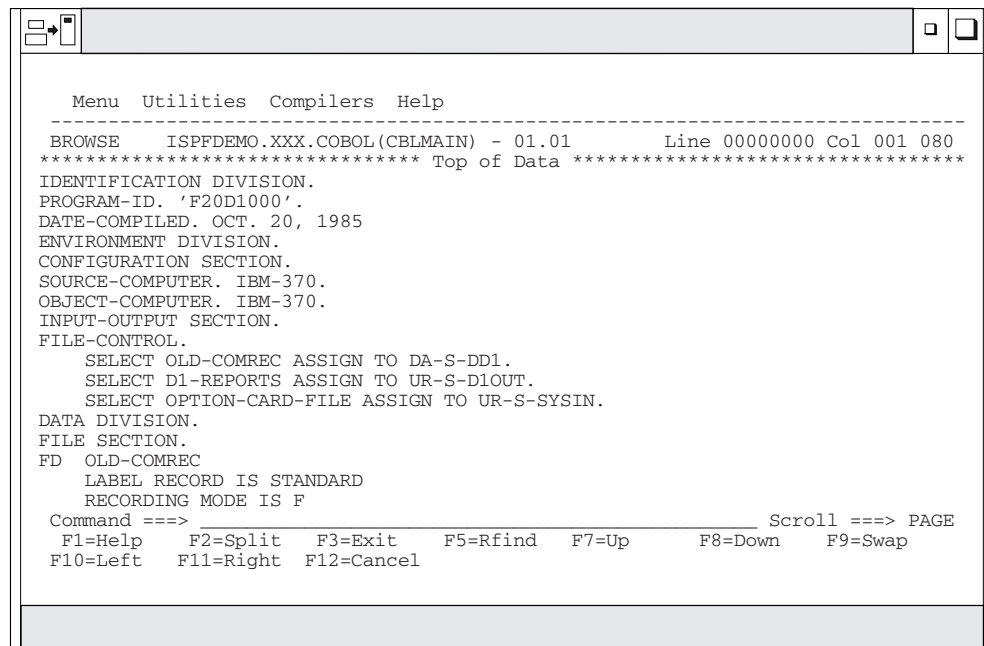 Menu Utilities Compilers Help
-------------------------------------------------------------------------------
BROWSE ISPFDEMO.XXX.COBOL(CBLMAIN) - 01.01 Line 00000000 Col 001 080
********************************* Top of Data **********************************
IDENTIFICATION DIVISION.
PROGRAM-ID. 'F20D1000'.
DATE-COMPILED. OCT. 20, 1985
ENVIRONMENT DIVISION.
CONFIGURATION SECTION.
SOURCE-COMPUTER. IBM-370.
OBJECT-COMPUTER. IBM-370.
INPUT-OUTPUT SECTION.
FILE-CONTROL.
SELECT OLD-COMREC ASSIGN TO DA-S-DD1.
SELECT D1-REPORTS ASSIGN TO UR-S-D1OUT.
SELECT OPTION-CARD-FILE ASSIGN TO UR-S-SYSIN.
DATA DIVISION.
FILE SECTION.
FD OLD-COMREC
LABEL RECORD IS STANDARD
RECORDING MODE IS F
Command ===> ________________________________________________ Scroll ===> PAGE
F1=Help F2=Split F3=Exit F5=Rfind F7=Up F8=Down F9=Swap
F10=Left F11=Right F12=Cancel